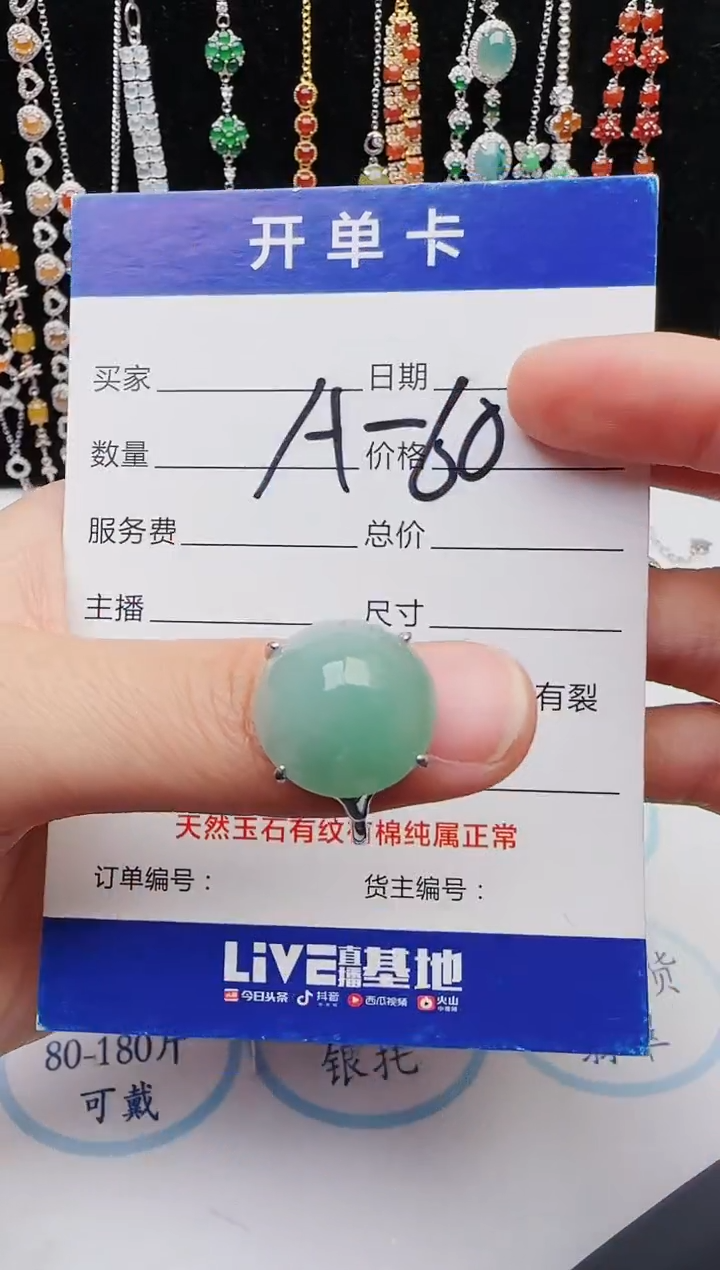 开单卡
买家 日期
A-60
数量 价格
服务费 总价
主播 尺寸
有裂
天然玉石有纹有棉纯属正常
订单编号： 货主编号：
LiVE直播基地
今日头条 抖音 西瓜视频 火山
80-180斤
可戴
银托
货